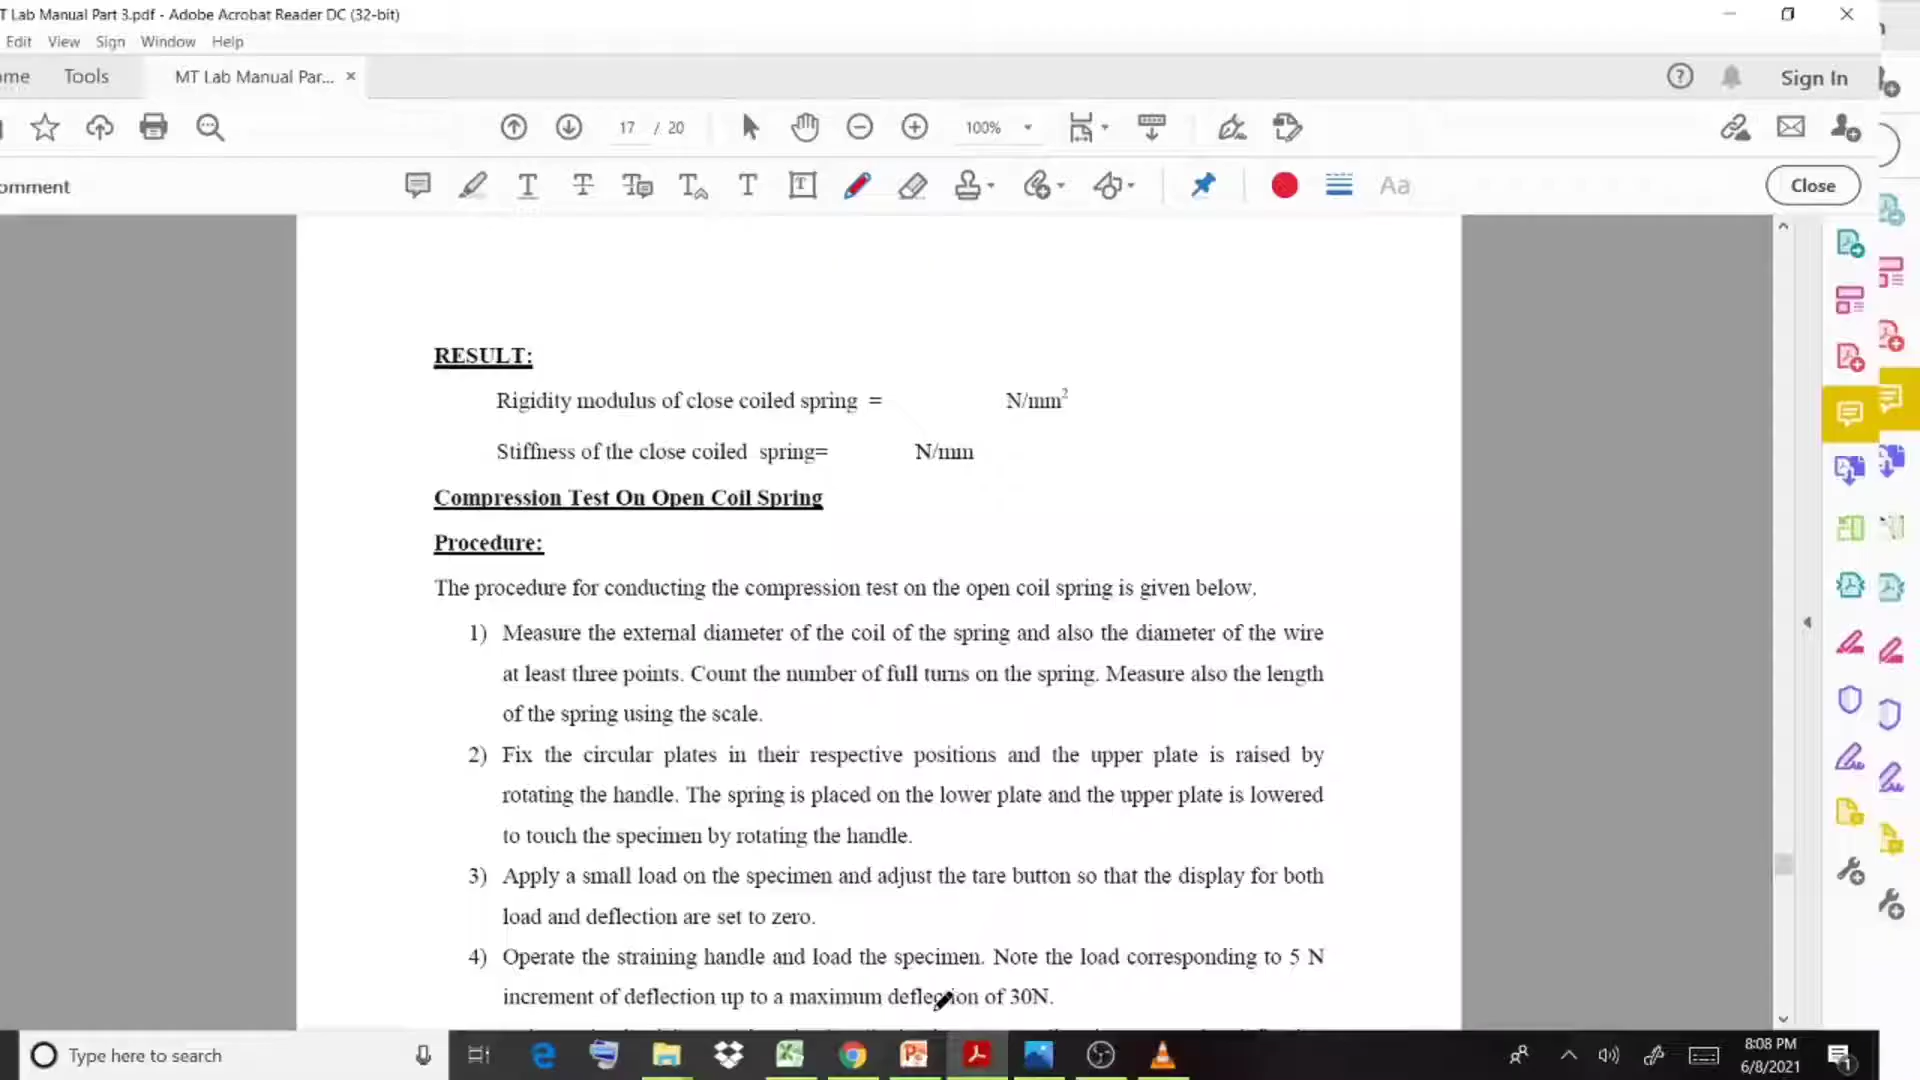 T Lab Manual Part 3.pdf - Adobe Acrobat Reader DC (32-bit)
Edit View Sign Window Help
ome Tools MT Lab Manual Par... × Sign In
17 / 20 100%
omment Aa Close
RESULT:
Rigidity modulus of close coiled spring = N/mm²
Stiffness of the close coiled spring= N/mm
Compression Test On Open Coil Spring
Procedure:
The procedure for conducting the compression test on the open coil spring is given below.
1) Measure the external diameter of the coil of the spring and also the diameter of the wire
at least three points. Count the number of full turns on the spring. Measure also the length
of the spring using the scale.
2) Fix the circular plates in their respective positions and the upper plate is raised by
rotating the handle. The spring is placed on the lower plate and the upper plate is lowered
to touch the specimen by rotating the handle.
3) Apply a small load on the specimen and adjust the tare button so that the display for both
load and deflection are set to zero.
4) Operate the straining handle and load the specimen. Note the load corresponding to 5 N
increment of deflection up to a maximum deflection of 30N.
Type here to search
8:08 PM
6/8/2021